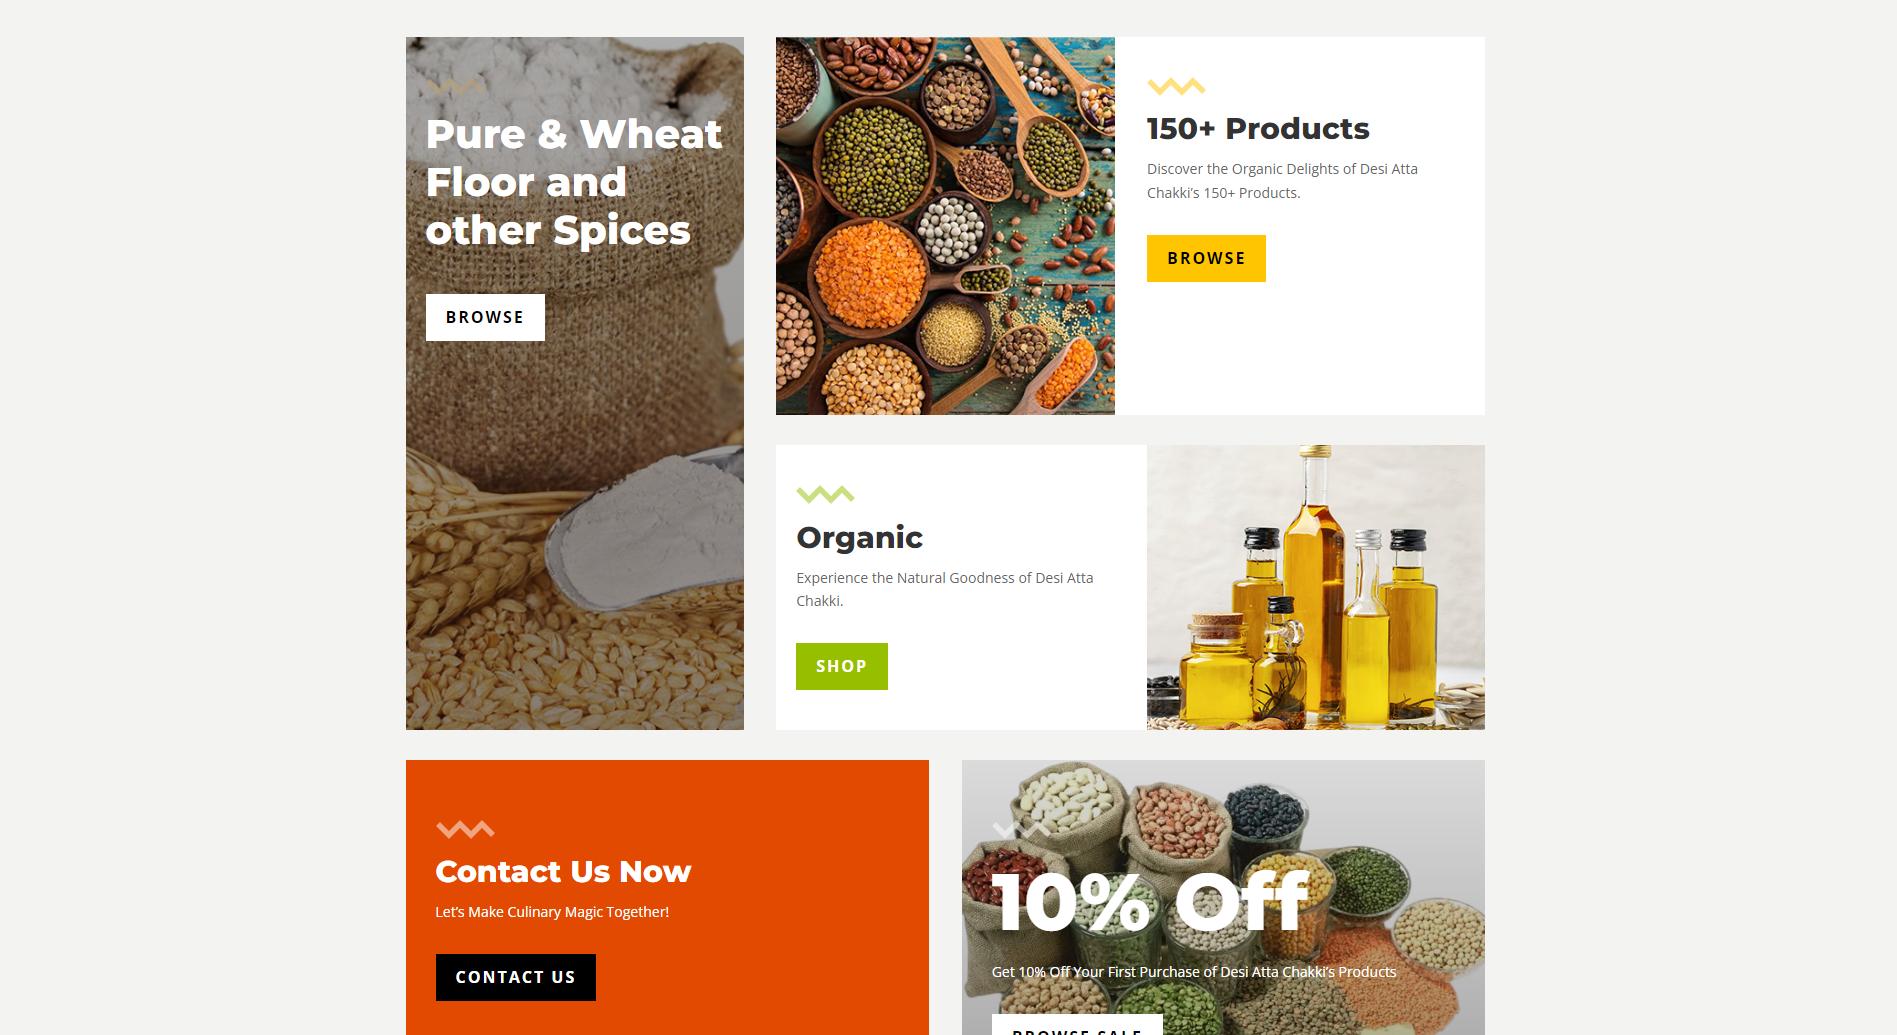 Pure & Wheat
Floor and
other Spices
BROWSE
150+ Products
Discover the Organic Delights of Desi Atta
Chakki’s 150+ Products.
BROWSE
Organic
Experience the Natural Goodness of Desi Atta
Chakki.
SHOP
Contact Us Now
Let’s Make Culinary Magic Together!
CONTACT US
10% Off
Get 10% Off Your First Purchase of Desi Atta Chakki’s Products
BROWSE SALE